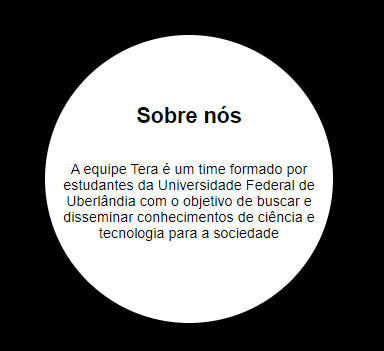 Sobre nós
A equipe Tera é um time formado por
estudantes da Universidade Federal de
Uberlândia com o objetivo de buscar e
disseminar conhecimentos de ciência e
tecnologia para a sociedade